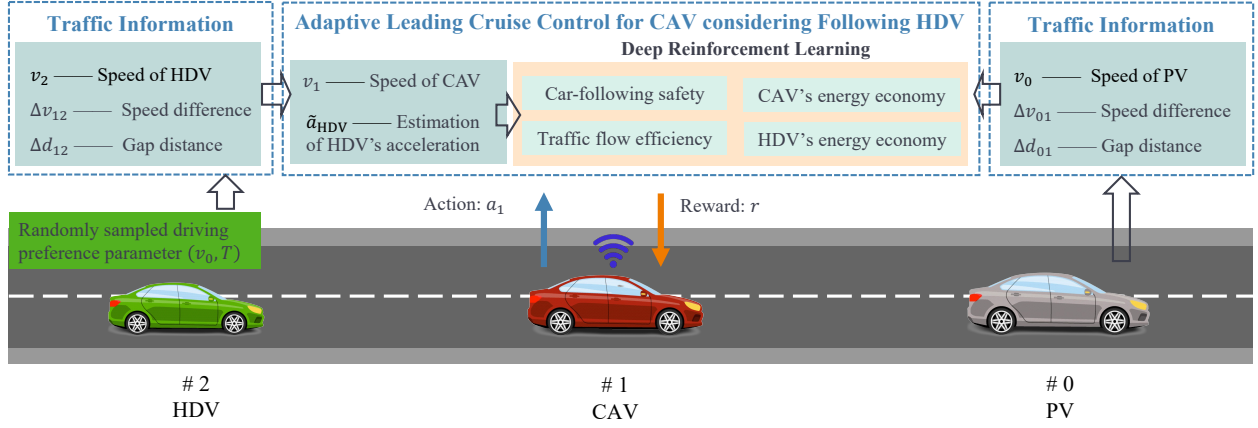 Traffic Information
v₂ —— Speed of HDV
Δv₁₂ —— Speed difference
Δd₁₂ —— Gap distance
Adaptive Leading Cruise Control for CAV considering Following HDV
Deep Reinforcement Learning
v₁ —— Speed of CAV
ã_HDV —— Estimation
of HDV's acceleration
Car-following safety
CAV's energy economy
Traffic flow efficiency
HDV's energy economy
Traffic Information
v₀ —— Speed of PV
Δv₀₁ —— Speed difference
Δd₀₁ —— Gap distance
Randomly sampled driving
preference parameter (v₀, T)
Action: a₁
Reward: r
# 2
HDV
# 1
CAV
# 0
PV